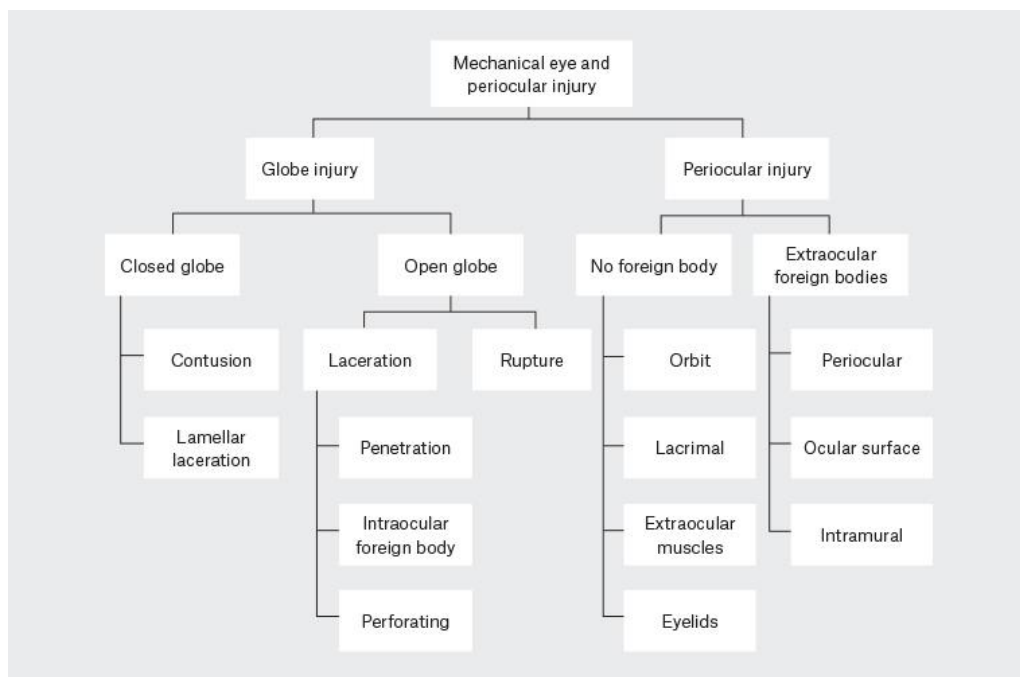 Mechanical eye and
periocular injury
Globe injury
Periocular injury
Closed globe
Open globe
No foreign body
Extraocular
foreign bodies
Contusion
Laceration
Rupture
Orbit
Periocular
Lamellar
laceration
Penetration
Lacrimal
Ocular surface
Intraocular
foreign body
Extraocular
muscles
Intramural
Perforating
Eyelids